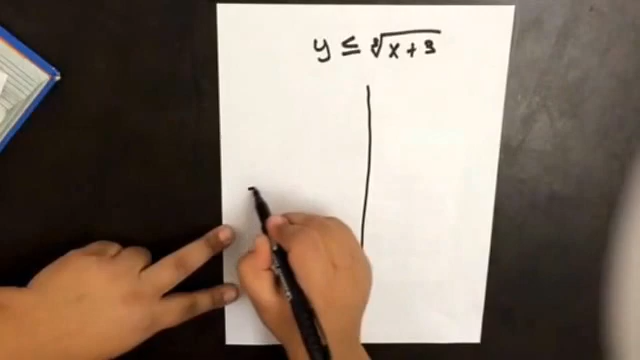 y ≤ ∛x + 3